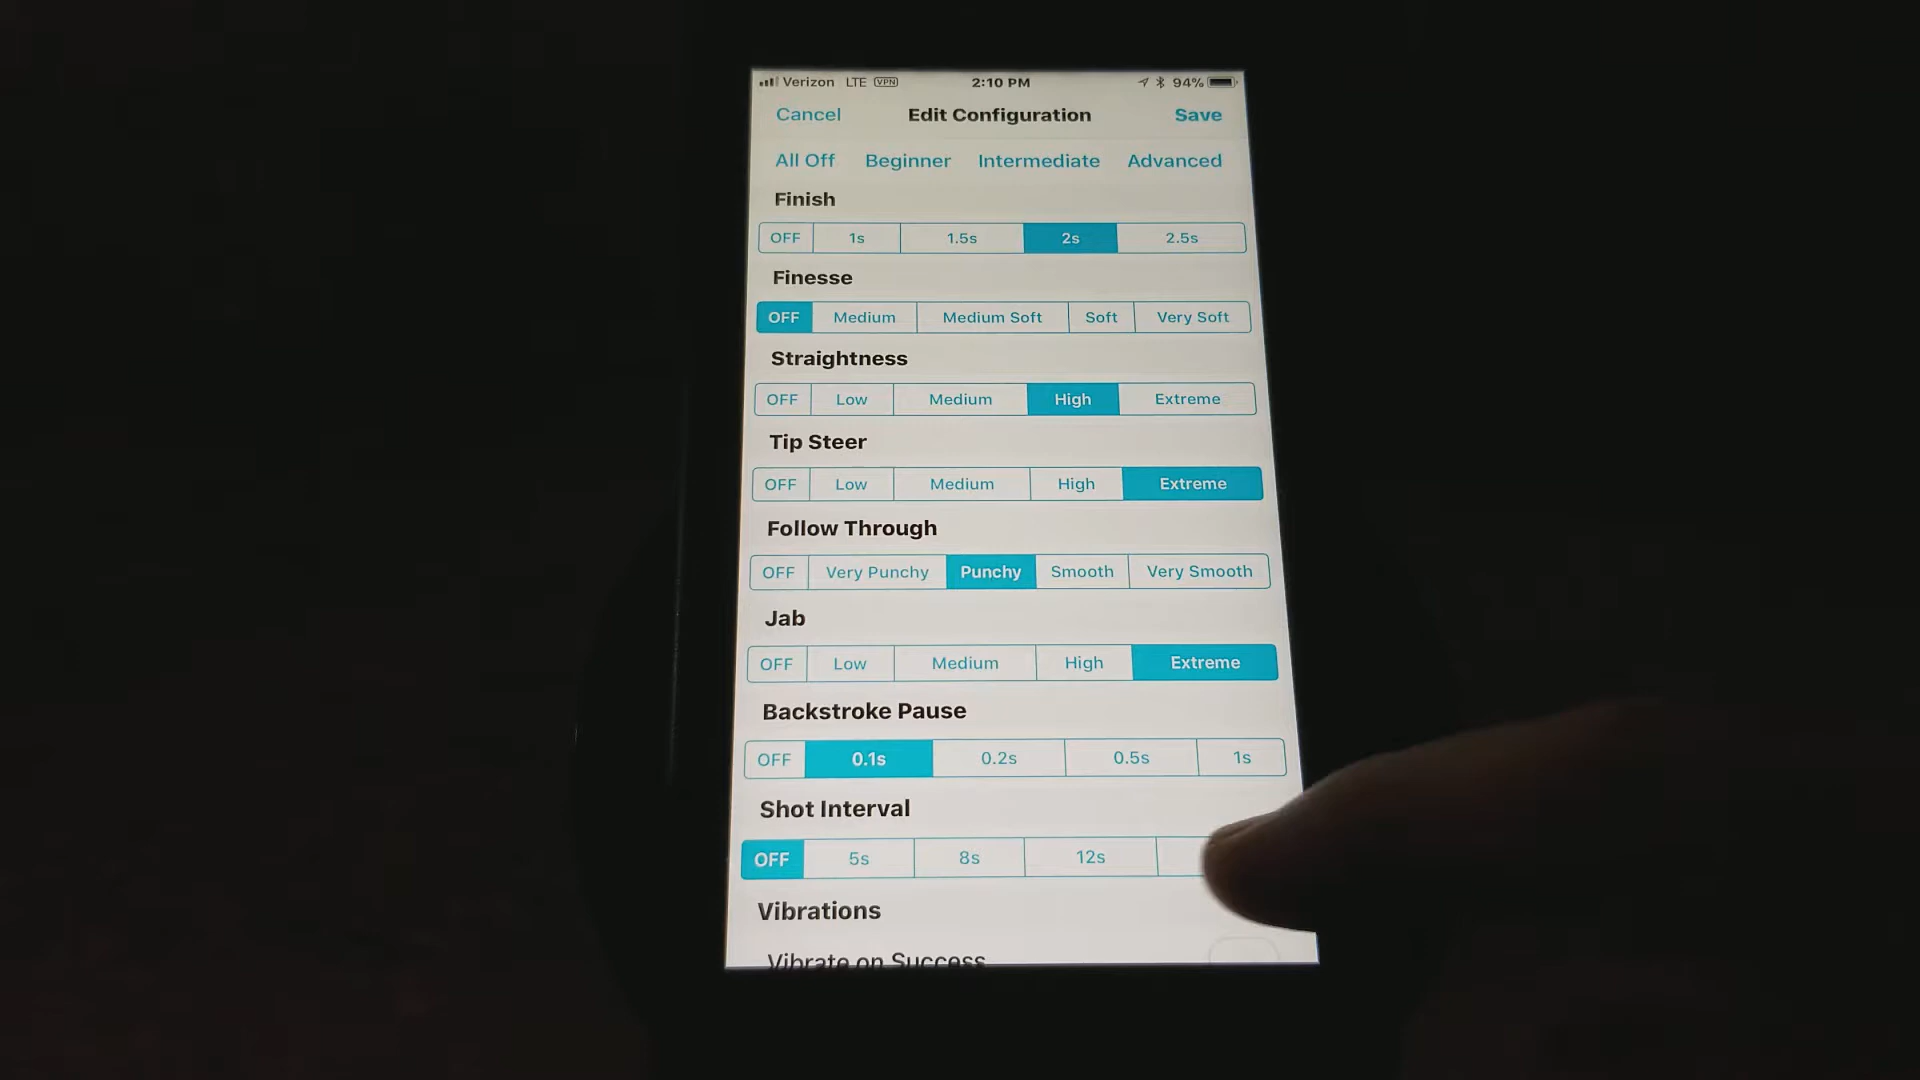 Verizon LTE VPN 2:10 PM 94%
Cancel Edit Configuration Save
All Off Beginner Intermediate Advanced
Finish
OFF 1s 1.5s 2s 2.5s
Finesse
OFF Medium Medium Soft Soft Very Soft
Straightness
OFF Low Medium High Extreme
Tip Steer
OFF Low Medium High Extreme
Follow Through
OFF Very Punchy Punchy Smooth Very Smooth
Jab
OFF Low Medium High Extreme
Backstroke Pause
OFF 0.1s 0.2s 0.5s 1s
Shot Interval
OFF 5s 8s 12s
Vibrations
Vibrate on Success